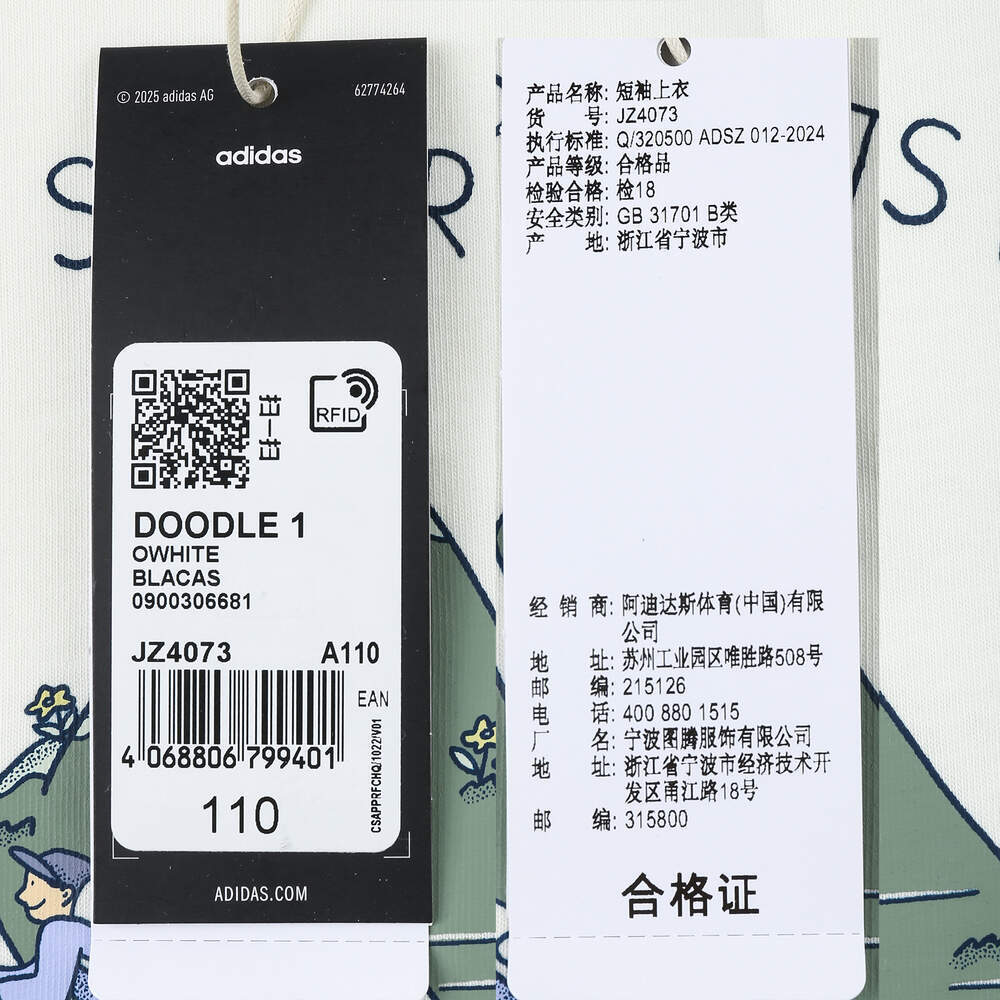 © 2025 adidas AG
62774264
adidas
扫一扫
RFID
DOODLE 1
OWHITE
BLACAS
0900306681
JZ4073 A110
EAN
4 068806 799401
CSAPPRFCHQ/1022/V01
110
ADIDAS.COM
产品名称: 短袖上衣
货 号: JZ4073
执行标准: Q/320500 ADSZ 012-2024
产品等级: 合格品
检验合格: 检18
安全类别: GB 31701 B类
产 地: 浙江省宁波市
经 销 商: 阿迪达斯体育(中国)有限
公司
地 址: 苏州工业园区唯胜路508号
邮 编: 215126
电 话: 400 880 1515
厂 名: 宁波图腾服饰有限公司
地 址: 浙江省宁波市经济技术开
发区甬江路18号
邮 编: 315800
合格证